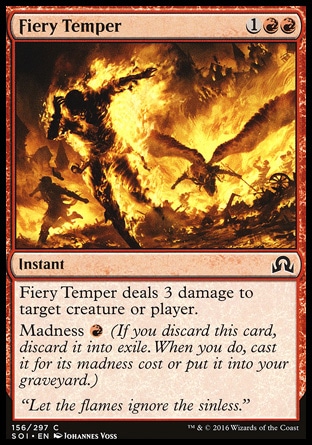 Fiery Temper 1
Instant
Fiery Temper deals 3 damage to
target creature or player.
Madness (If you discard this card,
discard it into exile. When you do, cast
it for its madness cost or put it into your
graveyard.)
"Let the flames ignore the sinless."
156/297 C
SOI • EN Johannes Voss
™ & © 2016 Wizards of the Coast